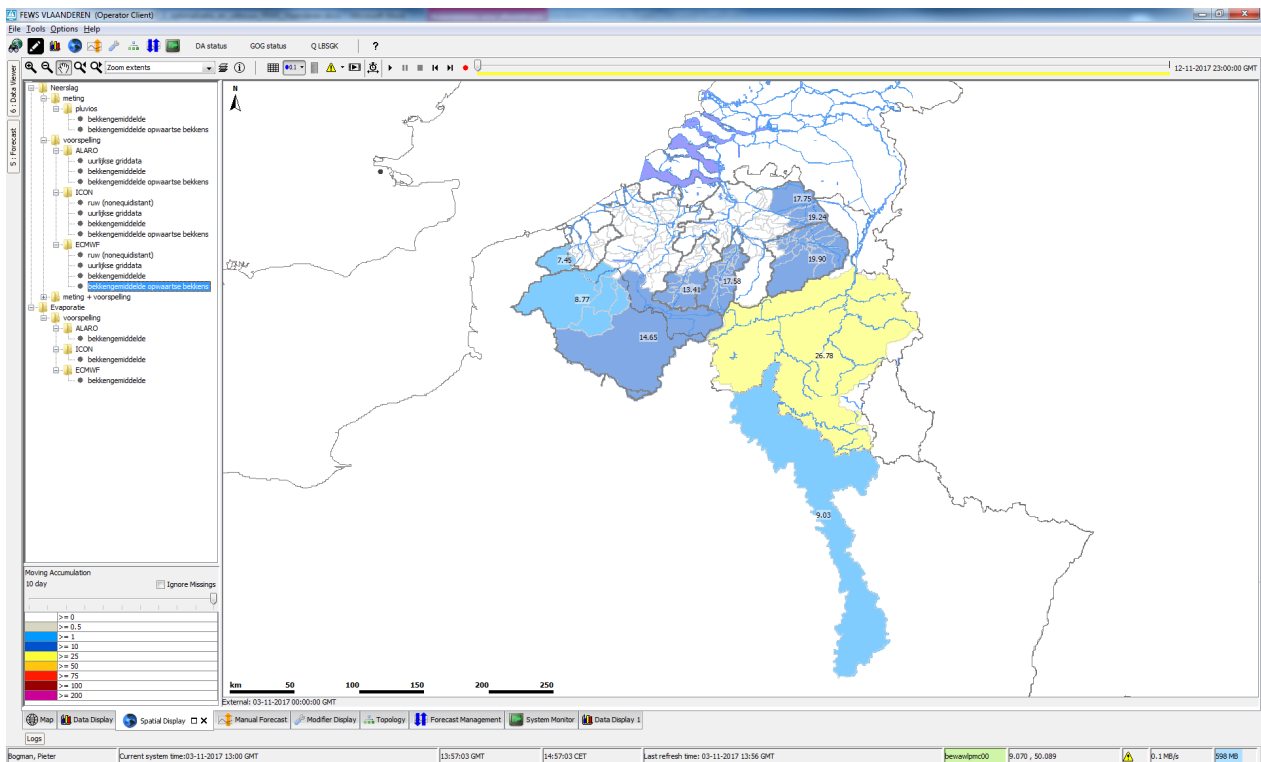 FEWS VLAANDEREN (Operator Client)
File Tools Options Help
DA status GOG status Q LBSGK ?
Zoom extents
12-11-2017 23:00:00 GMT
5 : Data Viewer
S : Forecast
Neerslag
meting
pluvios
bekkengemiddelde
bekkengemiddelde opwaartse bekkens
voorspelling
ALARO
uurlijkse griddata
bekkengemiddelde
bekkengemiddelde opwaartse bekkens
ICON
ruw (nonequidistant)
uurlijkse griddata
bekkengemiddelde
bekkengemiddelde opwaartse bekkens
ECMWF
ruw (nonequidistant)
uurlijkse griddata
bekkengemiddelde
bekkengemiddelde opwaartse bekkens
meting + voorspelling
Evaporatie
voorspelling
ALARO
bekkengemiddelde
ICON
bekkengemiddelde
ECMWF
bekkengemiddelde
Moving Accumulation
10 day Ignore Missings
>= 0
>= 0.5
>= 1
>= 10
>= 25
>= 50
>= 75
>= 100
>= 200
N
17.75
19.24
7.45
19.90
17.58
13.41
8.77
14.65
26.78
9.03
km 50 100 150 200 250
External: 03-11-2017 00:00:00 GMT
Map Data Display Spatial Display Manual Forecast Modifier Display Topology Forecast Management System Monitor Data Display 1
Logs
Bogman, Pieter Current system time:03-11-2017 13:00 GMT 13:57:03 GMT 14:57:03 CET Last refresh time: 03-11-2017 13:56 GMT bewawlpmc00 9.070 , 50.089 0.1 MB/s 598 MB